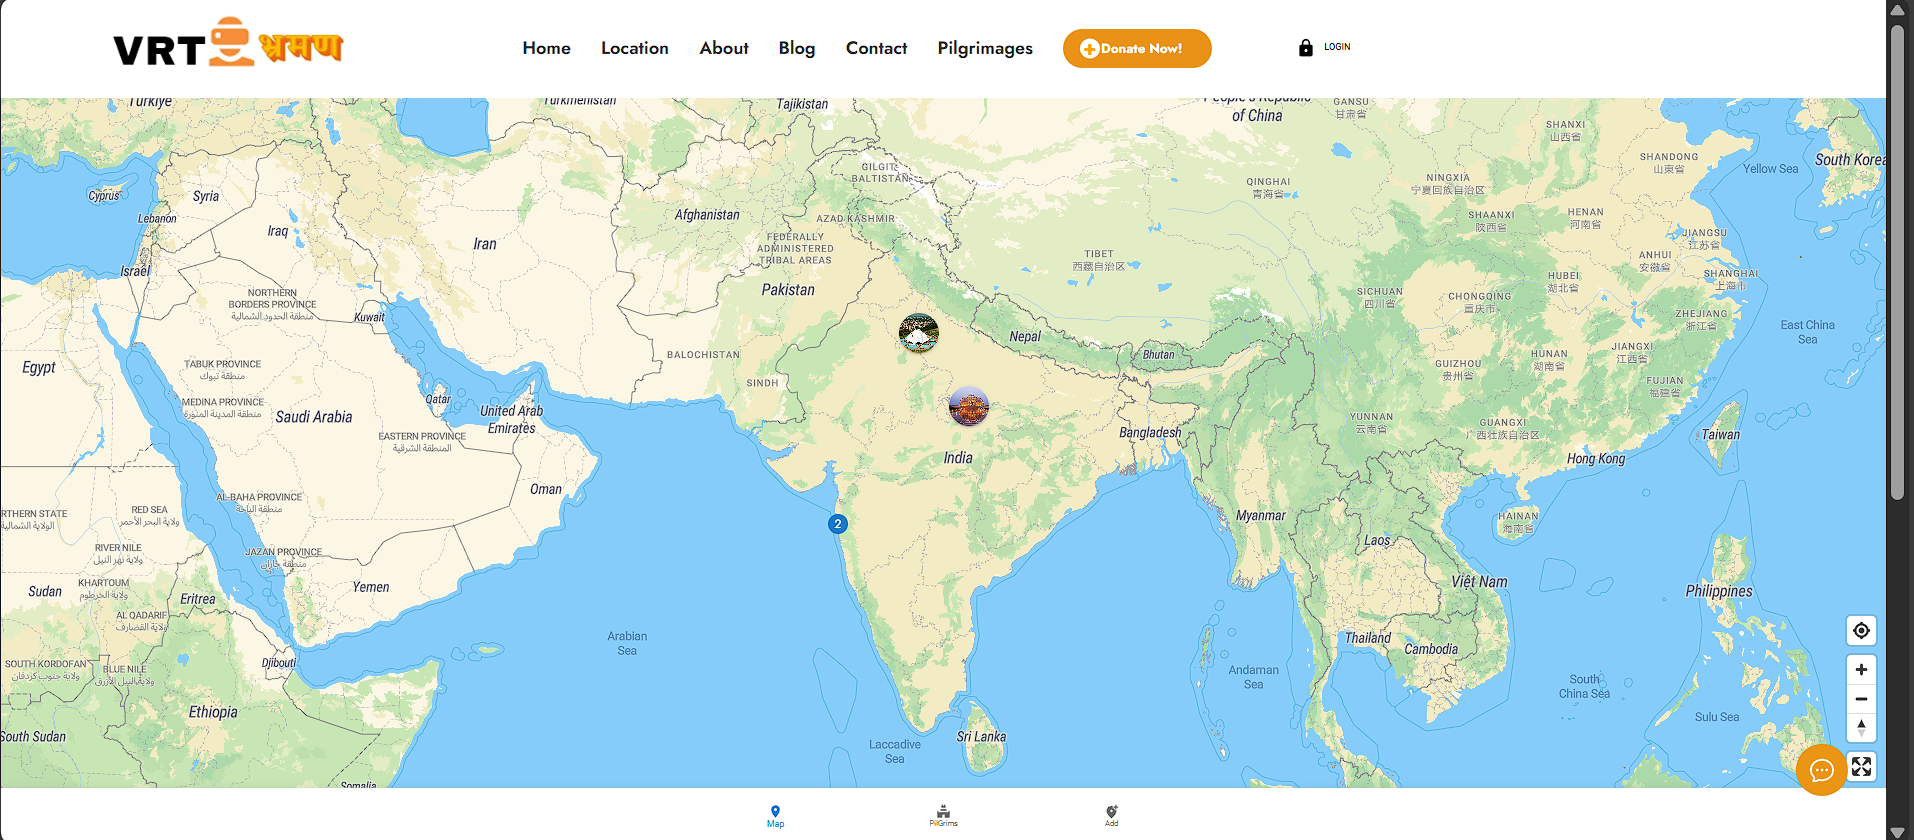 VRT भ्रमण
Home
Location
About
Blog
Contact
Pilgrimages
Donate Now!
LOGIN
Türkiye
Turkmenistan
Tajikistan
People's Republic
of China
GANSU
甘肃省
SHANXI
山西省
SHANDONG
山东省
Yellow Sea
South Korea
Cyprus
Syria
Lebanon
Iraq
Israel
Iran
Afghanistan
GILGIT-
BALTISTAN
AZAD KASHMIR
FEDERALLY
ADMINISTERED
TRIBAL AREAS
QINGHAI
青海省
NINGXIA
宁夏回族自治区
SHAANXI
陕西省
HENAN
河南省
JIANGSU
江苏省
TIBET
西藏自治区
ANHUI
安徽省
HUBEI
湖北省
SHANGHAI
上海市
Pakistan
NORTHERN
BORDERS PROVINCE
منطقة الحدود الشمالية
Kuwait
SICHUAN
四川省
CHONGQING
重庆市
ZHEJIANG
浙江省
East China
Sea
Nepal
Bhutan
BALOCHISTAN
SINDH
Egypt
TABUK PROVINCE
منطقة تبوك
MEDINA PROVINCE
منطقة المدينة المنورة
Qatar
Saudi Arabia
United Arab
Emirates
EASTERN PROVINCE
المنطقة الشرقية
GUIZHOU
贵州省
HUNAN
湖南省
JIANGXI
江西省
FUJIAN
福建省
YUNNAN
云南省
GUANGXI
广西壮族自治区
Taiwan
Hong Kong
Bangladesh
India
Oman
AL-BAHA PROVINCE
منطقة الباحة
RTHERN STATE
الولاية الشمالية
RED SEA
ولاية البحر الأحمر
2
Myanmar
HAINAN
海南省
Laos
RIVER NILE
ولاية نهر النيل
JAZAN PROVINCE
منطقة جازان
Yemen
Sudan
KHARTOUM
ولاية الخرطوم
Eritrea
AL QADARIF
ولاية القضارف
Việt Nam
Philippines
Arabian
Sea
Thailand
Cambodia
SOUTH KORDOFAN
ولاية جنوب كردفان
BLUE NILE
ولاية النيل الأزرق
Djibouti
Andaman
Sea
South
China Sea
Ethiopia
Sulu Sea
South Sudan
Sri Lanka
Laccadive
Sea
Somalia
Map
PilGrims
Add